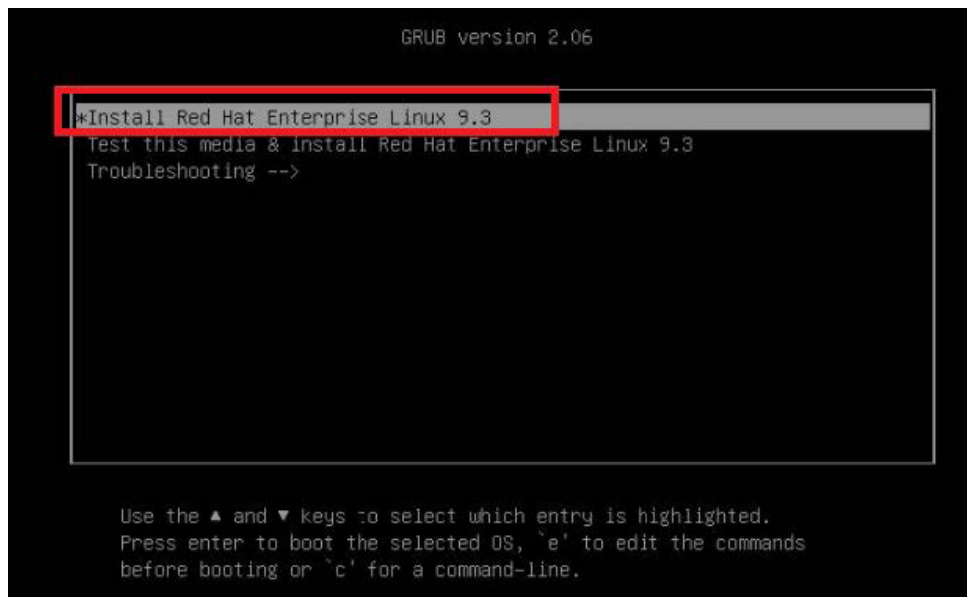 GRUB version 2.06
*Install Red Hat Enterprise Linux 9.3
Test this media & install Red Hat Enterprise Linux 9.3
Troubleshooting -->
Use the ▲ and ▼ keys to select which entry is highlighted.
Press enter to boot the selected OS, `e' to edit the commands
before booting or `c' for a command-line.